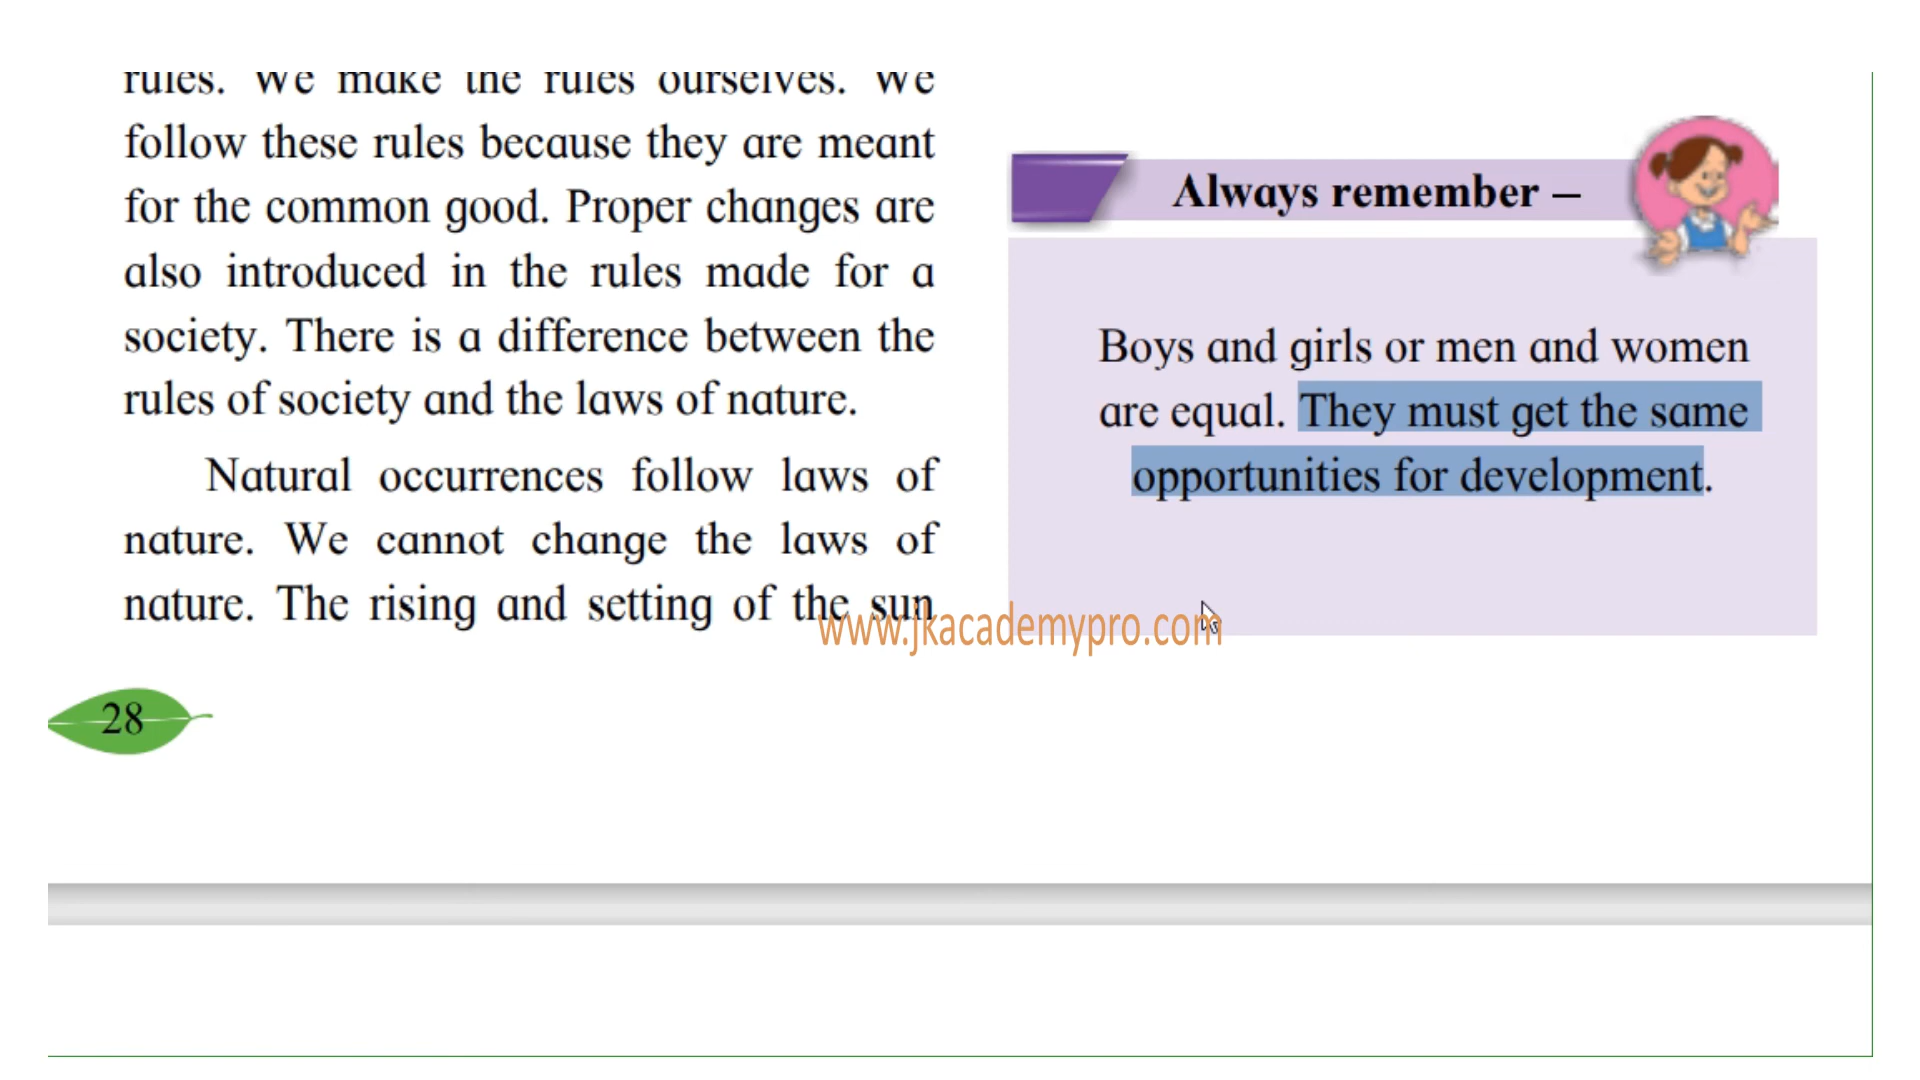 rules. We make the rules ourselves. We
follow these rules because they are meant
for the common good. Proper changes are
also introduced in the rules made for a
society. There is a difference between the
rules of society and the laws of nature.
Natural occurrences follow laws of
nature. We cannot change the laws of
nature. The rising and setting of the sun
28
Always remember –
Boys and girls or men and women
are equal. They must get the same
opportunities for development.
www.jkacademypro.com